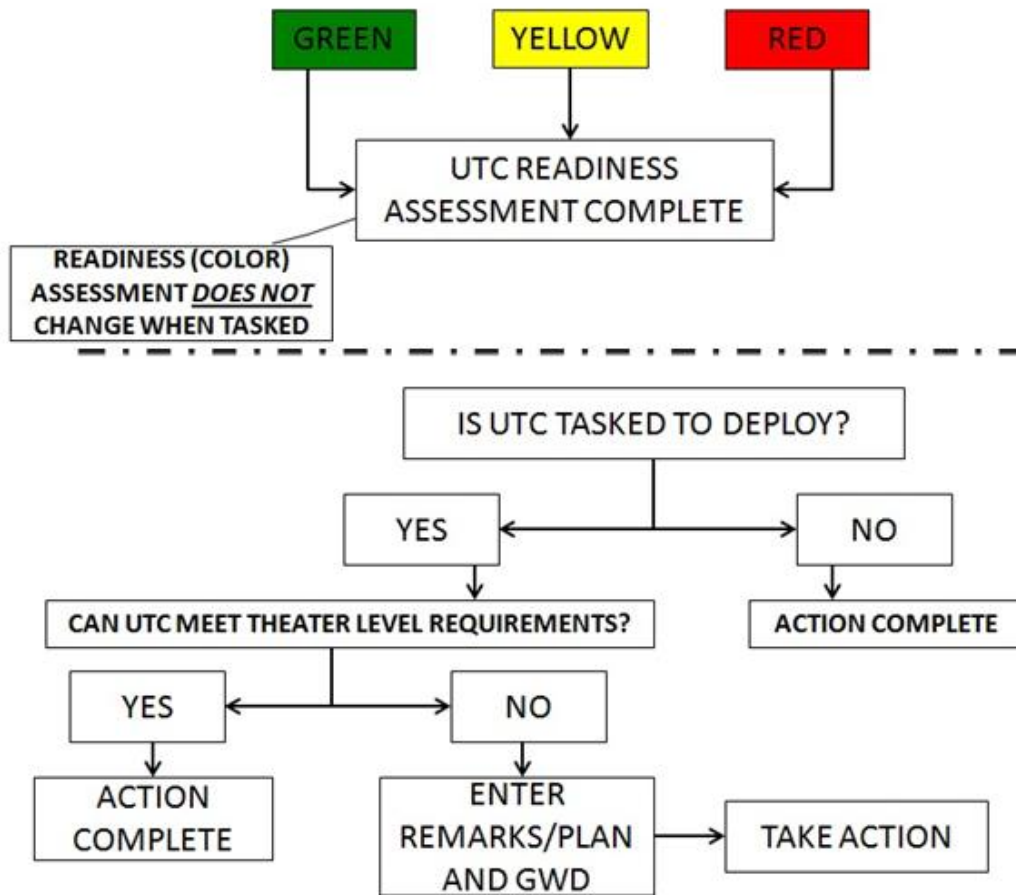 GREEN
YELLOW
RED
UTC READINESS
ASSESSMENT COMPLETE
READINESS (COLOR)
ASSESSMENT DOES NOT
CHANGE WHEN TASKED
IS UTC TASKED TO DEPLOY?
YES
NO
CAN UTC MEET THEATER LEVEL REQUIREMENTS?
ACTION COMPLETE
YES
NO
ACTION
COMPLETE
ENTER
REMARKS/PLAN
AND GWD
TAKE ACTION